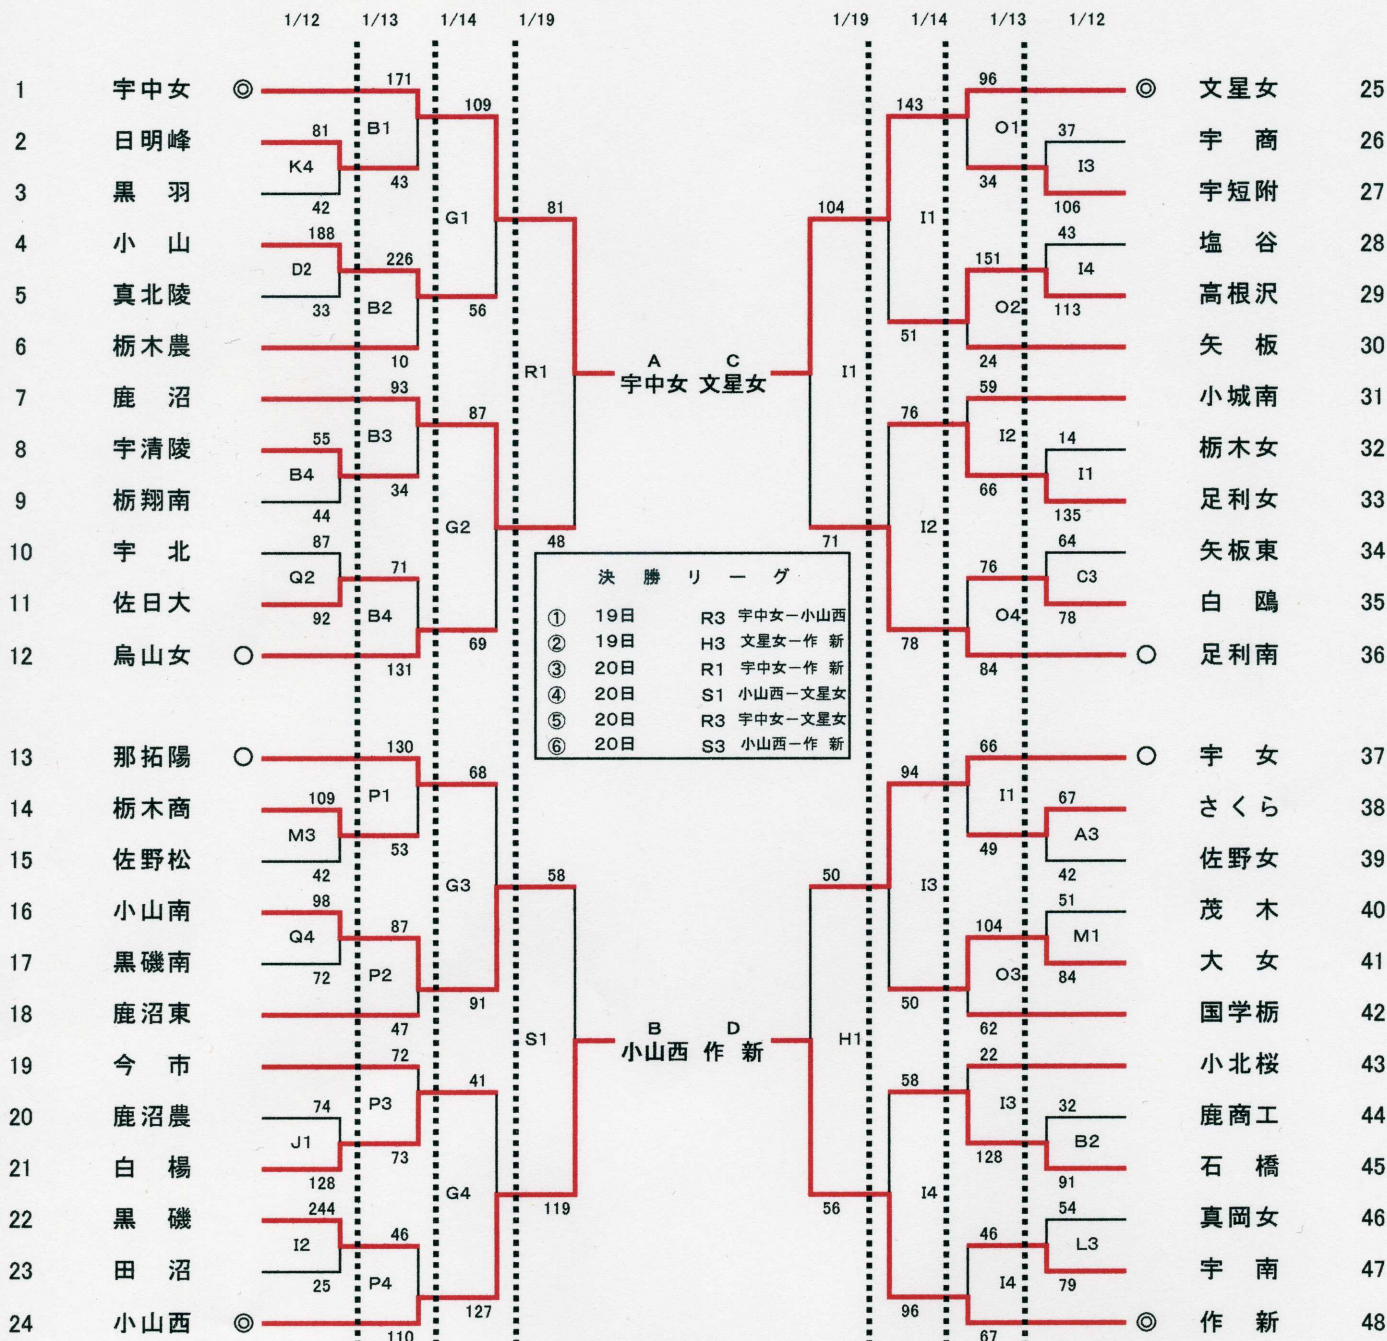 1/12 1/13 1/14 1/19 1/19 1/14 1/13 1/12
171 96
1 宇中女 ◎ ◎ 文星女 25
109 143
B1 O1
2 日明峰 81 37 宇 商 26
K4 I3
43 34
3 黒 羽 宇短附 27
42 106
G1 81 104 I1
4 小 山 188 43 塩 谷 28
D2 226 151 I4
5 真北陵 高根沢 29
33 B2 56 O2 113
51
6 栃木農 矢 板 30
10 24
R1 A C I1
宇中女 文星女
7 鹿 沼 93 59 小城南 31
87 76
B3 I2
8 宇清陵 55 14 栃木女 32
B4 I1
34 66
9 栃翔南 足利女 33
44 135
G2 I2
10 宇 北 87 48 71 64 矢板東 34
Q2 71 76 C3
11 佐日大 白 鴎 35
92 B4 O4 78
69 78
12 烏山女 ○ ○ 足利南 36
131 84
決 勝 リ ー グ
① 19日 R3 宇中女－小山西
② 19日 H3 文星女－作 新
③ 20日 R1 宇中女－作 新
④ 20日 S1 小山西－文星女
⑤ 20日 R3 宇中女－文星女
⑥ 20日 S3 小山西－作 新
130 66
13 那拓陽 ○ ○ 宇 女 37
68 94
P1 I1
14 栃木商 109 67 さくら 38
M3 A3
53 49
15 佐野松 佐野女 39
42 42
G3 58 50 I3
16 小山南 98 51 茂 木 40
Q4 87 104 M1
17 黒磯南 大 女 41
72 P2 O3 84
91 50
18 鹿沼東 国学栃 42
47 62
S1 B D H1
小山西 作 新
19 今 市 72 22 小北桜 43
41 58
P3 I3
20 鹿沼農 74 32 鹿商工 44
J1 B2
73 128
21 白 楊 石 橋 45
128 91
G4 I4
22 黒 磯 244 119 56 54 真岡女 46
I2 46 46 L3
23 田 沼 宇 南 47
25 P4 I4 79
127 96
24 小山西 ◎ ◎ 作 新 48
110 67